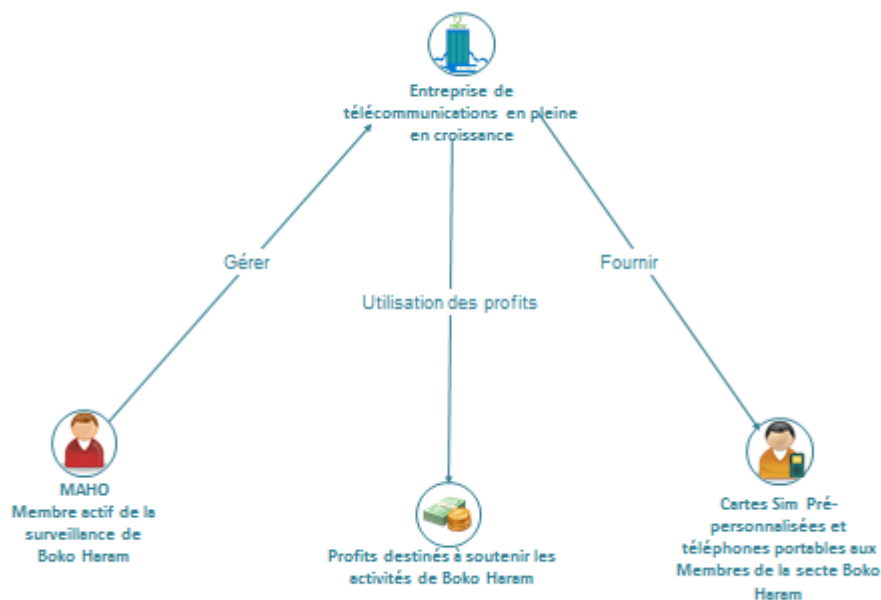 Entreprise de
télécommunications en pleine
en croissance
Gérer
Fournir
Utilisation des profits
MAHO
Membre actif de la
surveillance de
Boko Haram
Profits destinés à soutenir les
activités de Boko Haram
Cartes Sim Pré-
personnalisées et
téléphones portables aux
Membres de la secte Boko
Haram